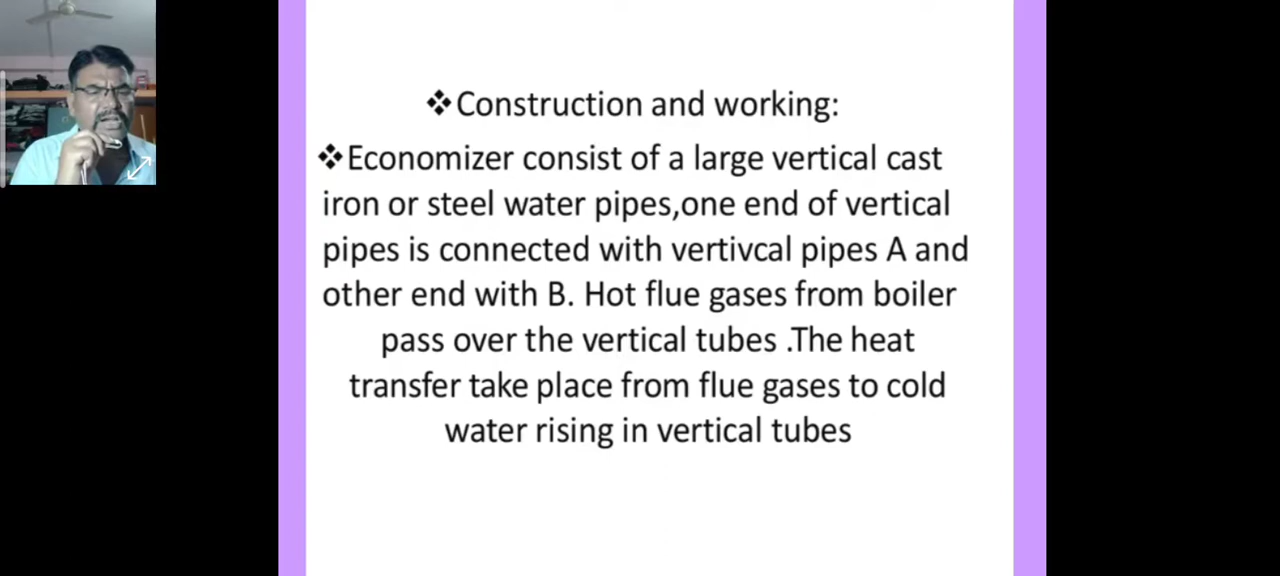 ❖Construction and working:
❖Economizer consist of a large vertical cast
iron or steel water pipes,one end of vertical
pipes is connected with vertivcal pipes A and
other end with B. Hot flue gases from boiler
pass over the vertical tubes .The heat
transfer take place from flue gases to cold
water rising in vertical tubes